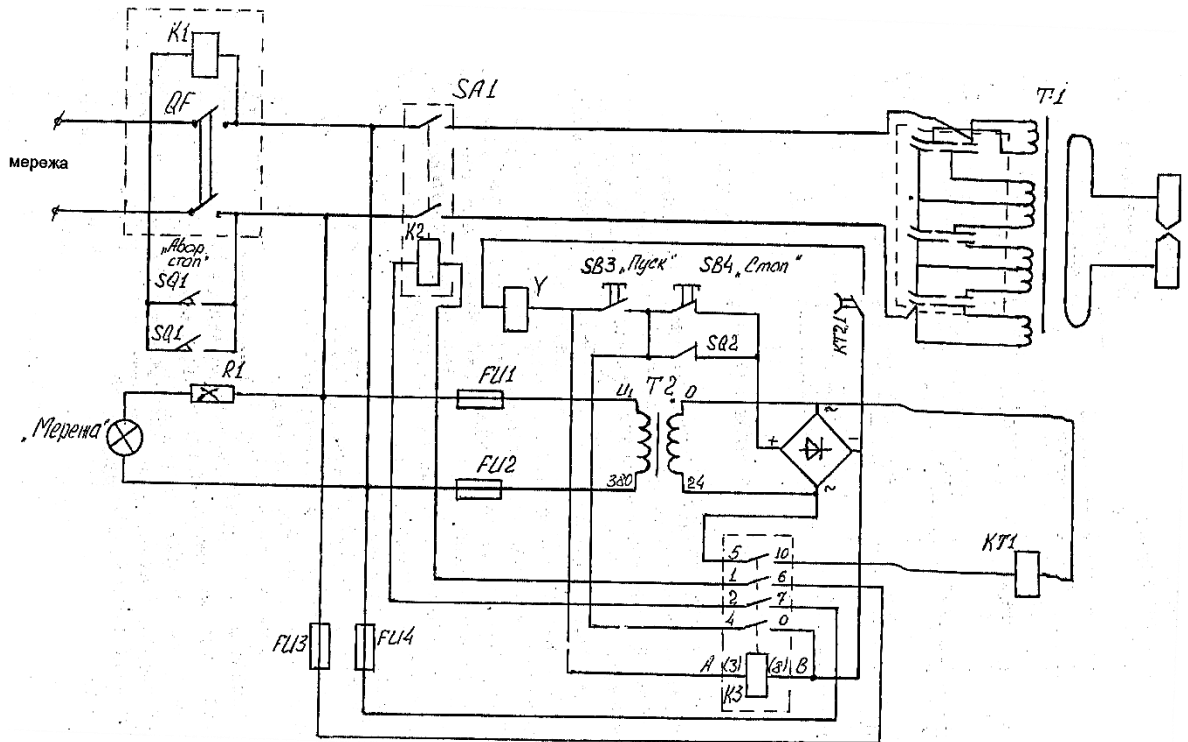 K1
QF
SA1
T1
мережа
K2
„Авар.
стоп"
SQ1
SQ1
Y
SB3 „Пуск"
SB4 „Стоп"
KT2.1
SQ2
R1
FU1
T2
U1
0
~
„Мережа"
+
-
FU2
380
24
~
5
10
KT1
1
6
2
7
4
0
FU3
FU4
A
(3)
(8)
B
K3